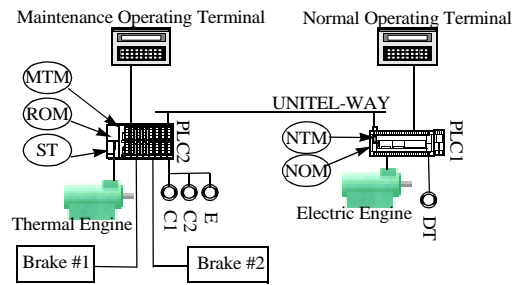 Maintenance Operating Terminal
Normal Operating Terminal
MTM
ROM
ST
PLC2
UNITEL-WAY
NTM
NOM
PLC1
Thermal Engine
C1
C2
E
Electric Engine
DT
Brake #1
Brake #2